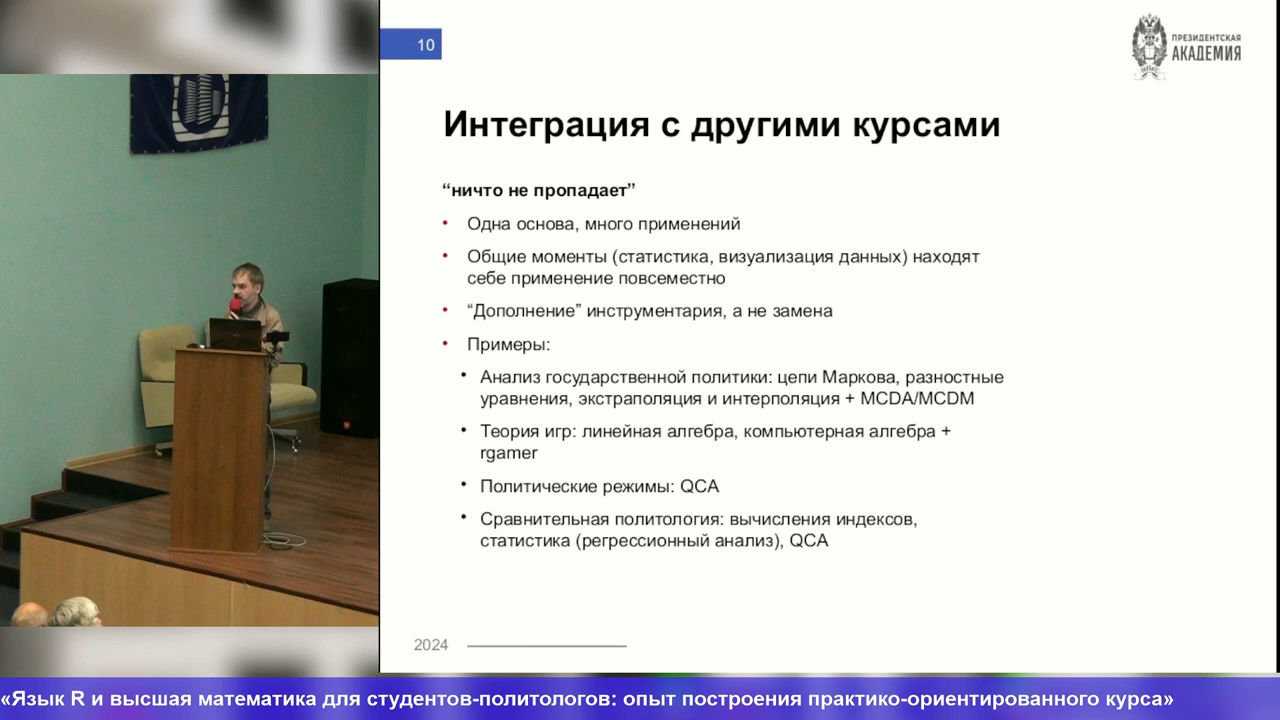 10
ПРЕЗИДЕНТСКАЯ
АКАДЕМИЯ
Интеграция с другими курсами
“ничто не пропадает”
• Одна основа, много применений
• Общие моменты (статистика, визуализация данных) находят
себе применение повсеместно
• “Дополнение” инструментария, а не замена
• Примеры:
• Анализ государственной политики: цепи Маркова, разностные
уравнения, экстраполяция и интерполяция + MCDA/MCDM
• Теория игр: линейная алгебра, компьютерная алгебра +
rgamer
• Политические режимы: QCA
• Сравнительная политология: вычисления индексов,
статистика (регрессионный анализ), QCA
2024
«Язык R и высшая математика для студентов-политологов: опыт построения практико-ориентированного курса»